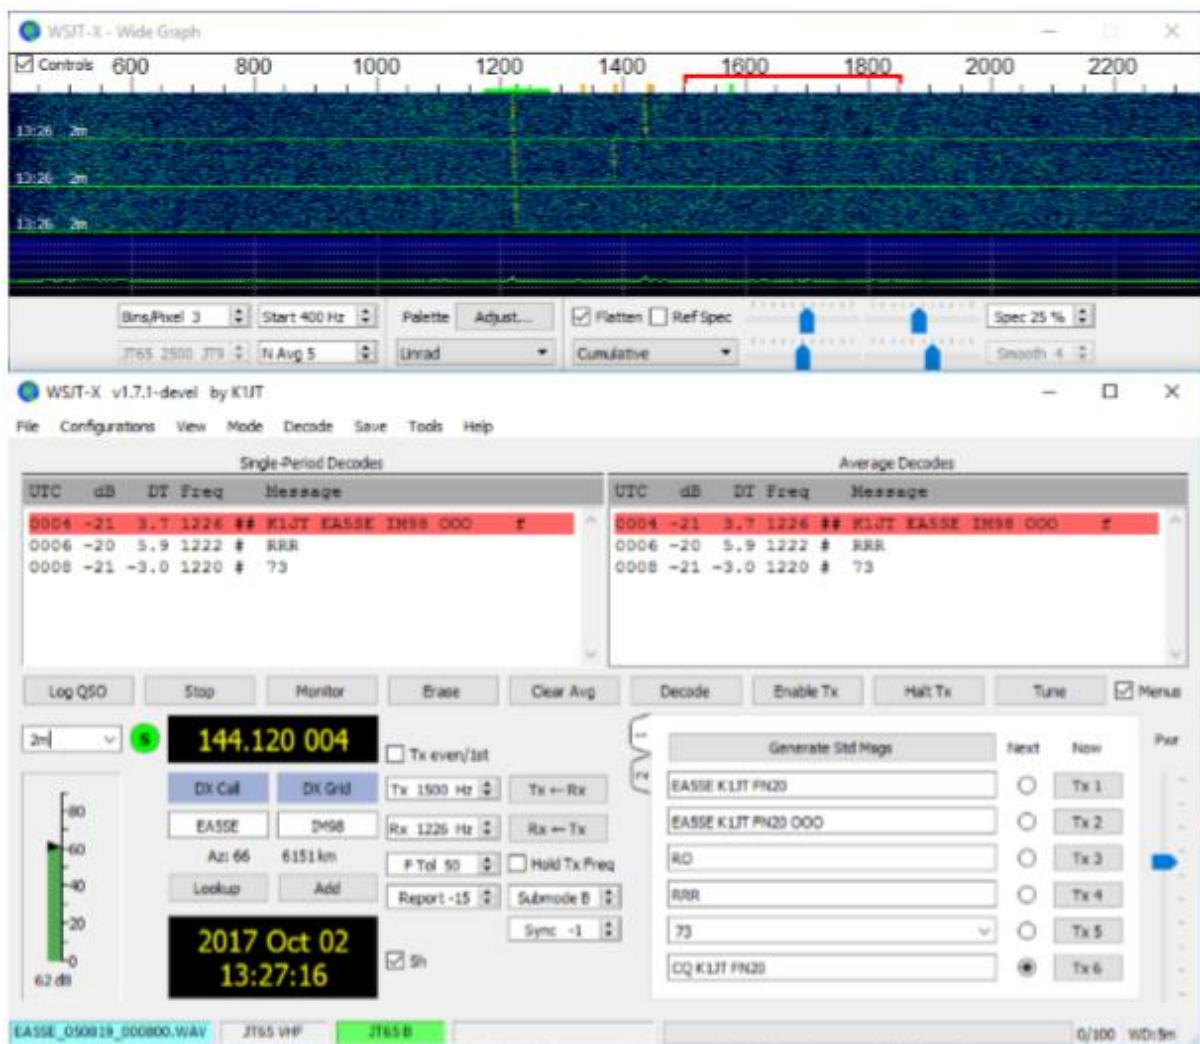 WSJT-X - Wide Graph
Controls 600 800 1000 1200 1400 1600 1800 2000 2200
13:26 2m
13:26 2m
13:26 2m
Bins/Pixel 3 Start 400 Hz Palette Adjust... Flatten Ref Spec Spec 25 %
JT65 2500 JT9 N Avg 5 Linrad Cumulative Smooth 4
WSJT-X v1.7.1-devel by K1JT
File Configurations View Mode Decode Save Tools Help
Single-Period Decodes Average Decodes
UTC dB DT Freq Message UTC dB DT Freq Message
0004 -21 3.7 1226 ## K1JT EA5SE IM98 OOO f 0004 -21 3.7 1226 ## K1JT EA5SE IM98 OOO f
0006 -20 5.9 1222 # RRR 0006 -20 5.9 1222 # RRR
0008 -21 -3.0 1220 # 73 0008 -21 -3.0 1220 # 73
Log QSO Stop Monitor Erase Clear Avg Decode Enable Tx Halt Tx Tune Menus
2m S 144.120 004 Tx even/1st 1 Generate Std Msgs Next Now Pwr
DX Call DX Grid Tx 1500 Hz Tx ← Rx 2 EA5SE K1JT FN20 Tx 1
EA5SE IM98 Rx 1226 Hz Rx ← Tx EA5SE K1JT FN20 OOO Tx 2
Az: 66 6151 km F Tol 50 Hold Tx Freq RO Tx 3
Lookup Add Report -15 Submode B RRR Tx 4
Sync -1 73 Tx 5
2017 Oct 02 Sh CQ K1JT FN20 Tx 6
13:27:16
80
60
40
20
0
62 dB
EA5SE_050819_000800.WAV JT65 VHF JT65 B 0/100 WD:5m